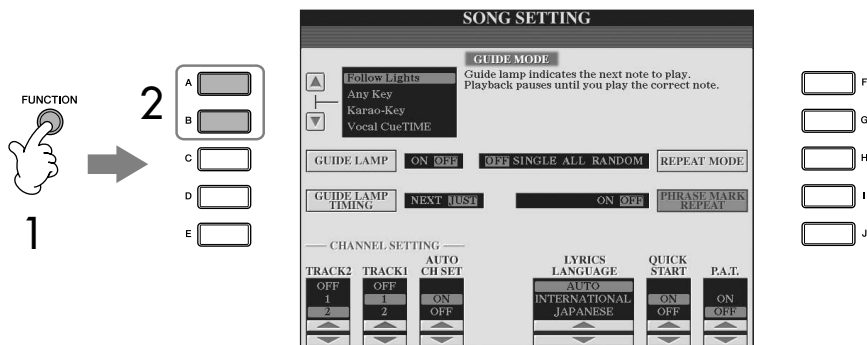 SONG SETTING
FUNCTION
1
2
A
B
C
D
E
Follow Lights
Any Key
Karao-Key
Vocal CueTIME
GUIDE MODE
Guide lamp indicates the next note to play.
Playback pauses until you play the correct note.
GUIDE LAMP ON OFF OFF SINGLE ALL RANDOM REPEAT MODE
GUIDE LAMP
TIMING
NEXT JUST ON OFF
PHRASE MARK
REPEAT
CHANNEL SETTING
TRACK2
OFF
1
2
TRACK1
OFF
1
2
AUTO
CH SET
ON
OFF
LYRICS
LANGUAGE
AUTO
INTERNATIONAL
JAPANESE
QUICK
START
ON
OFF
P.A.T.
ON
OFF
F
G
H
I
J